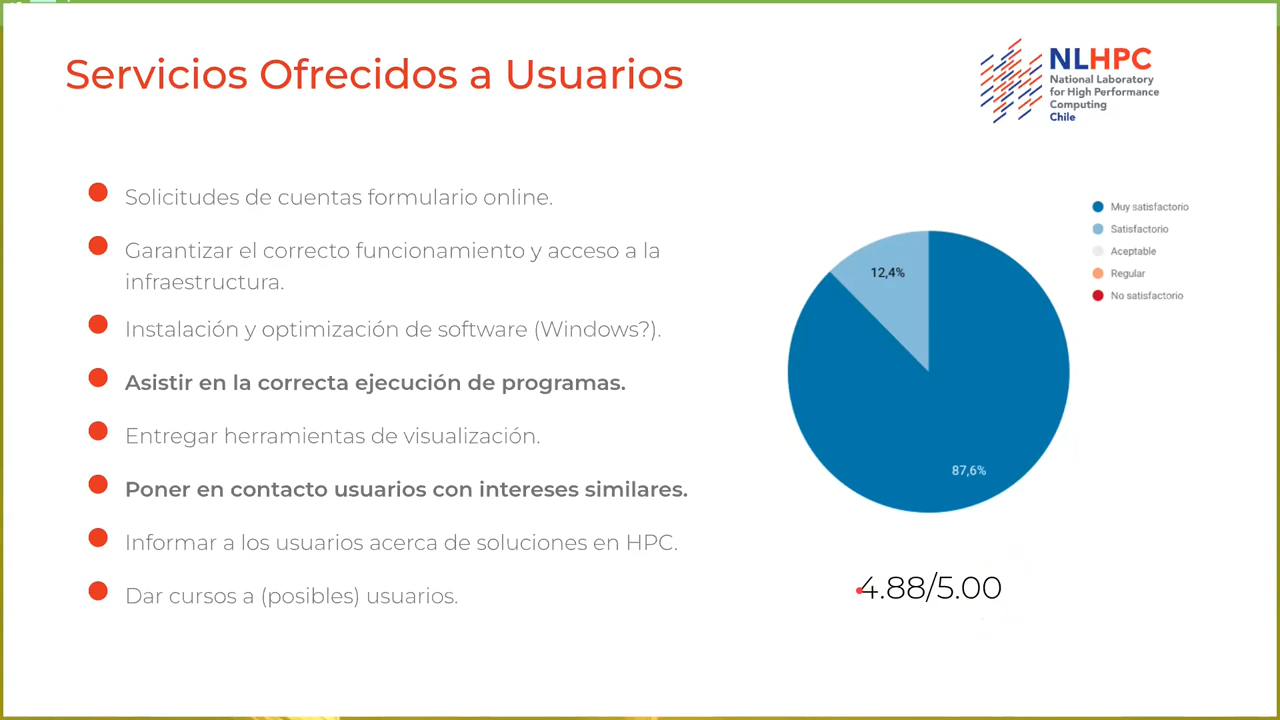 Servicios Ofrecidos a Usuarios
NLHPC
National Laboratory
for High Performance
Computing
Chile
Solicitudes de cuentas formulario online.
Garantizar el correcto funcionamiento y acceso a la
infraestructura.
Instalación y optimización de software (Windows?).
Asistir en la correcta ejecución de programas.
Entregar herramientas de visualización.
Poner en contacto usuarios con intereses similares.
Informar a los usuarios acerca de soluciones en HPC.
Dar cursos a (posibles) usuarios.
Muy satisfactorio
Satisfactorio
Aceptable
Regular
No satisfactorio
12,4%
87,6%
4.88/5.00